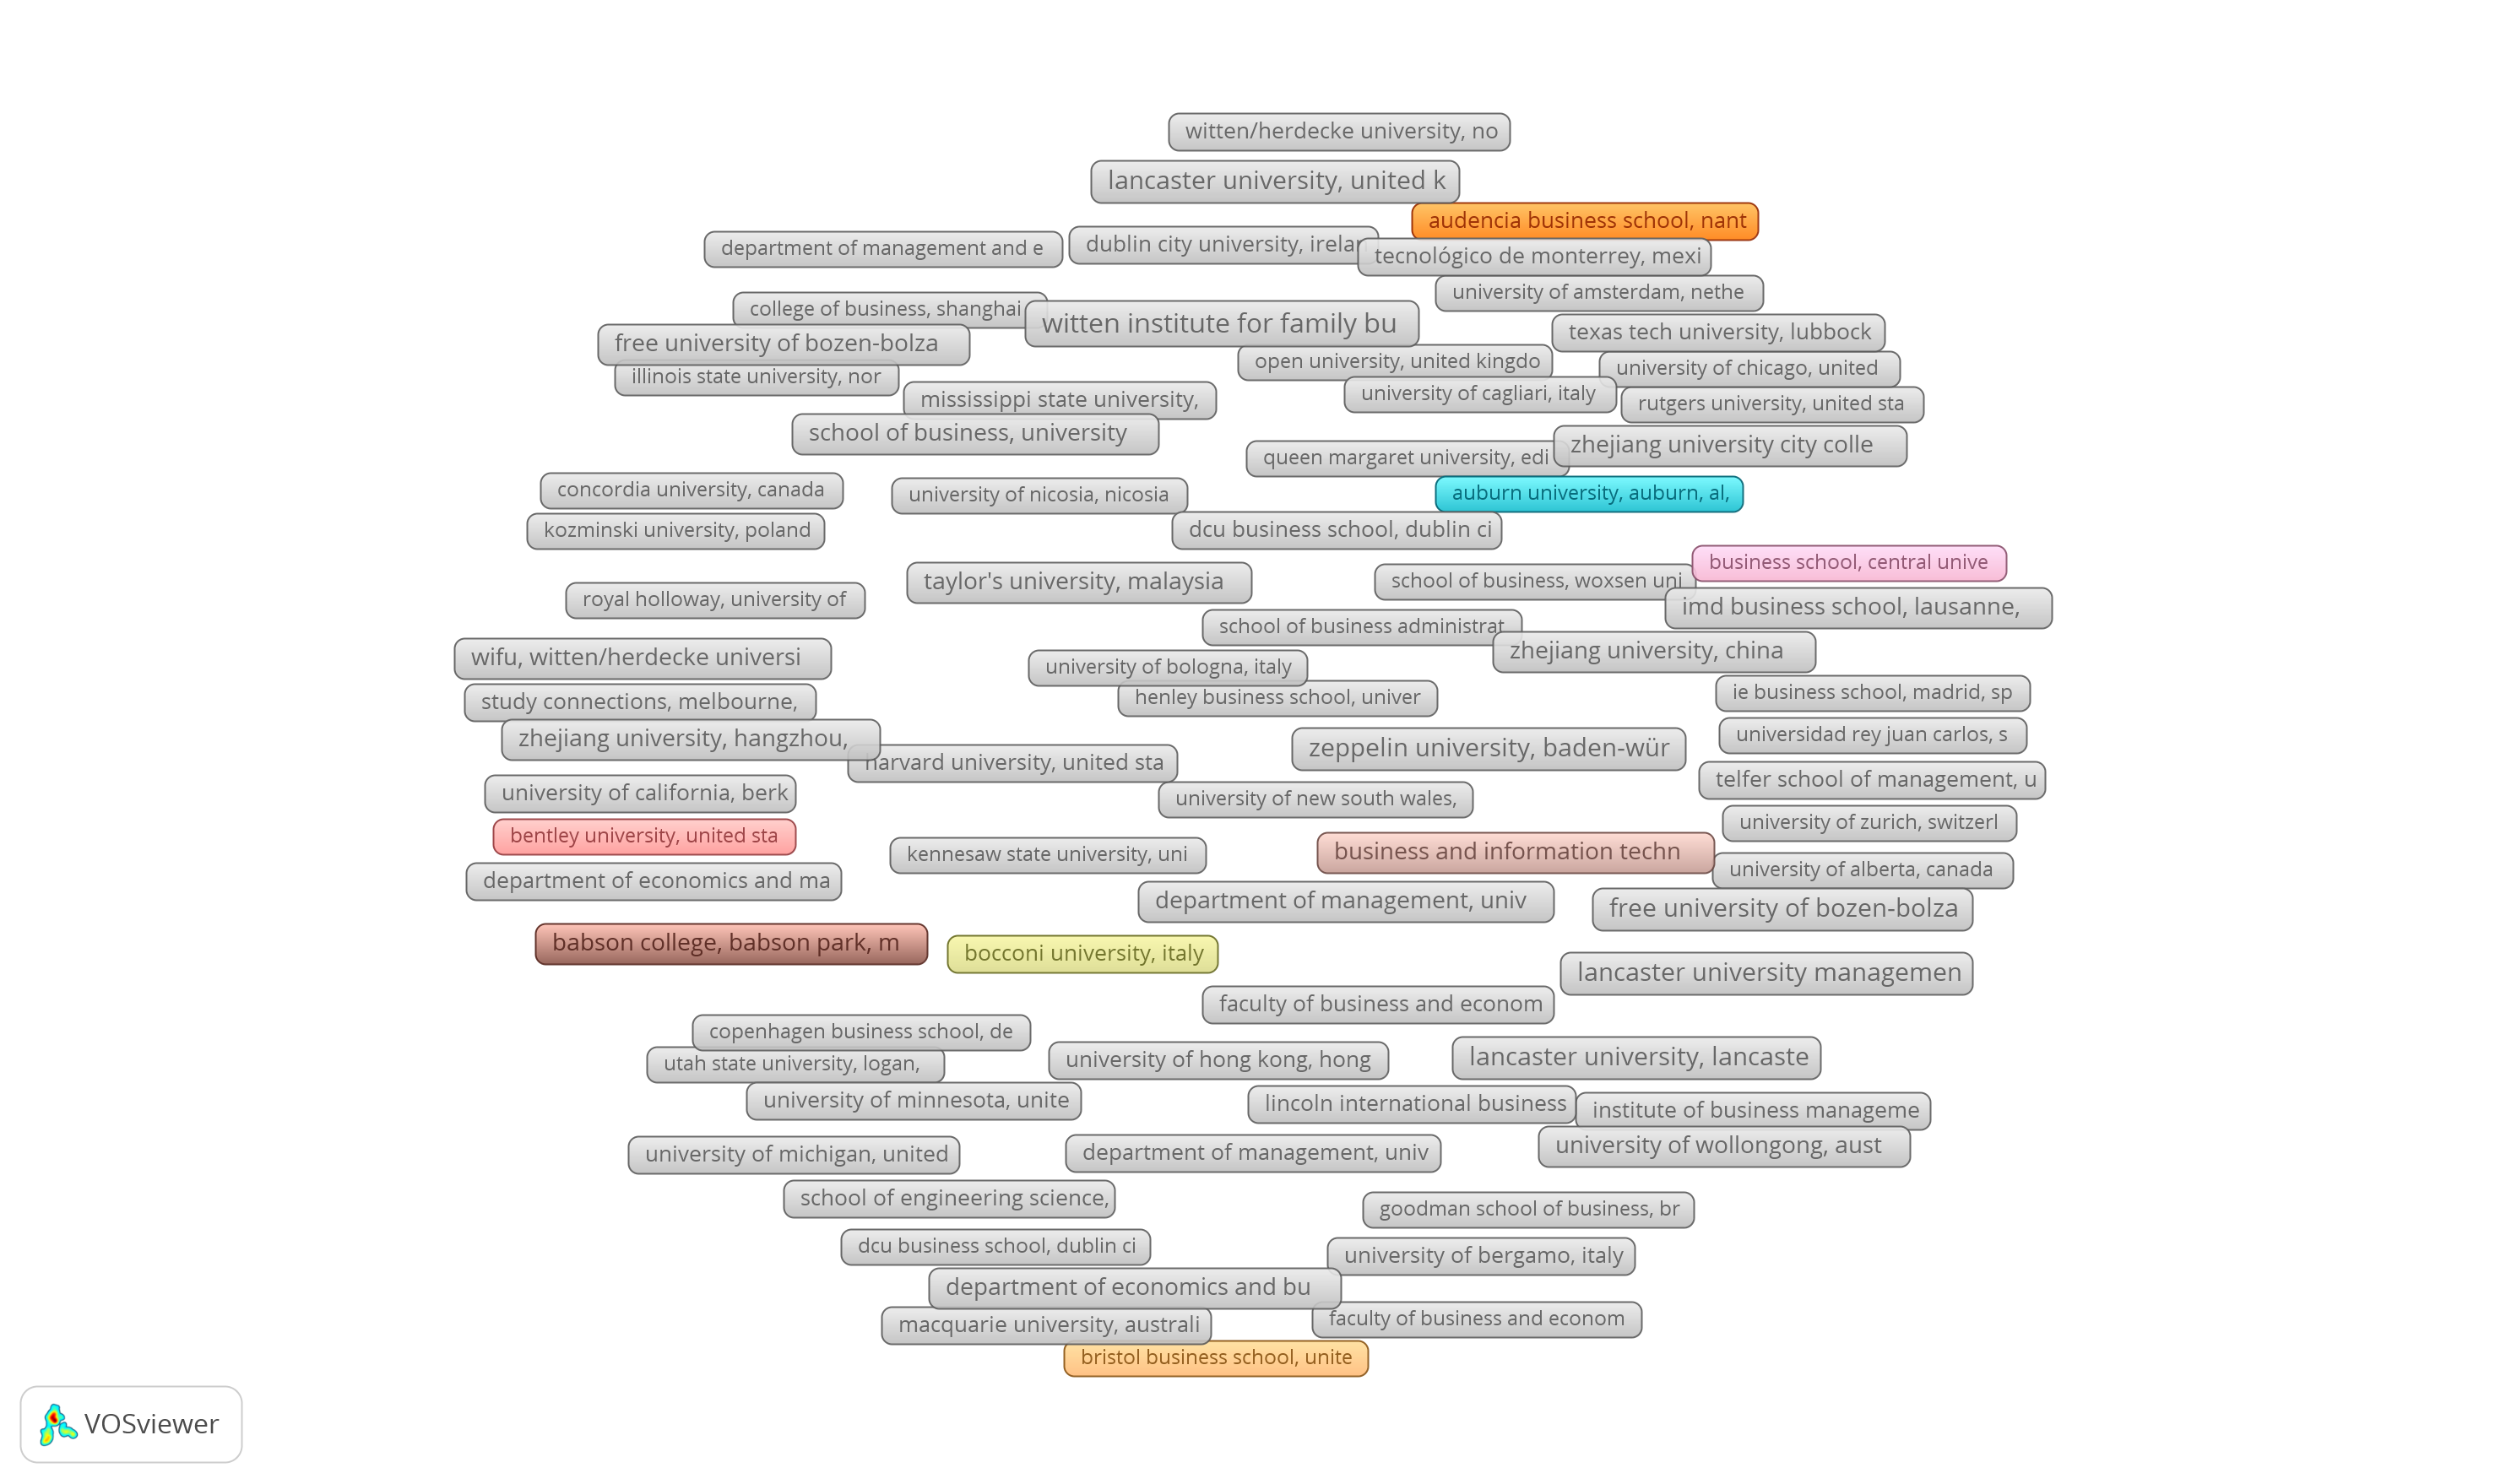 witten/herdecke university, no
lancaster university, united k
audencia business school, nant
department of management and e
dublin city university, irelan
tecnológico de monterrey, mexi
university of amsterdam, nethe
college of business, shanghai
witten institute for family bu
texas tech university, lubbock
free university of bozen-bolza
open university, united kingdo
university of chicago, united
illinois state university, nor
university of cagliari, italy
mississippi state university,
rutgers university, united sta
school of business, university
zhejiang university city colle
queen margaret university, edi
concordia university, canada
university of nicosia, nicosia
auburn university, auburn, al,
kozminski university, poland
dcu business school, dublin ci
business school, central unive
taylor's university, malaysia
school of business, woxsen uni
royal holloway, university of
imd business school, lausanne,
school of business administrat
wifu, witten/herdecke universi
zhejiang university, china
university of bologna, italy
study connections, melbourne,
henley business school, univer
ie business school, madrid, sp
zhejiang university, hangzhou,
zeppelin university, baden-wür
universidad rey juan carlos, s
harvard university, united sta
telfer school of management, u
university of california, berk
university of new south wales,
bentley university, united sta
university of zurich, switzerl
kennesaw state university, uni
business and information techn
department of economics and ma
university of alberta, canada
department of management, univ
free university of bozen-bolza
babson college, babson park, m
bocconi university, italy
lancaster university managemen
faculty of business and econom
copenhagen business school, de
utah state university, logan,
university of hong kong, hong
lancaster university, lancaste
university of minnesota, unite
lincoln international business
institute of business manageme
university of michigan, united
department of management, univ
university of wollongong, aust
school of engineering science,
goodman school of business, br
dcu business school, dublin ci
university of bergamo, italy
department of economics and bu
macquarie university, australi
faculty of business and econom
bristol business school, unite
VOSviewer